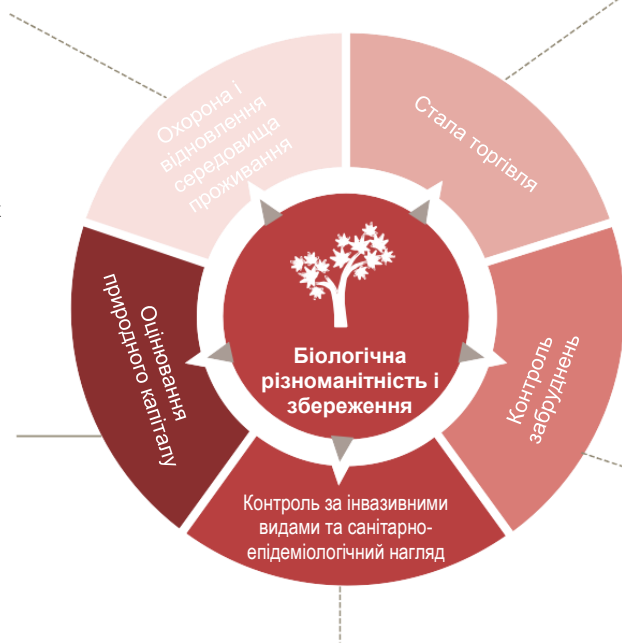 Охорона і
відновлення
середовища
проживання
Стала торгівля
Контроль
забруднень
Контроль за інвазивними
видами та санітарно-
епідеміологічний нагляд
Оцінювання
природного капіталу
Біологічна
різноманітність і
збереження